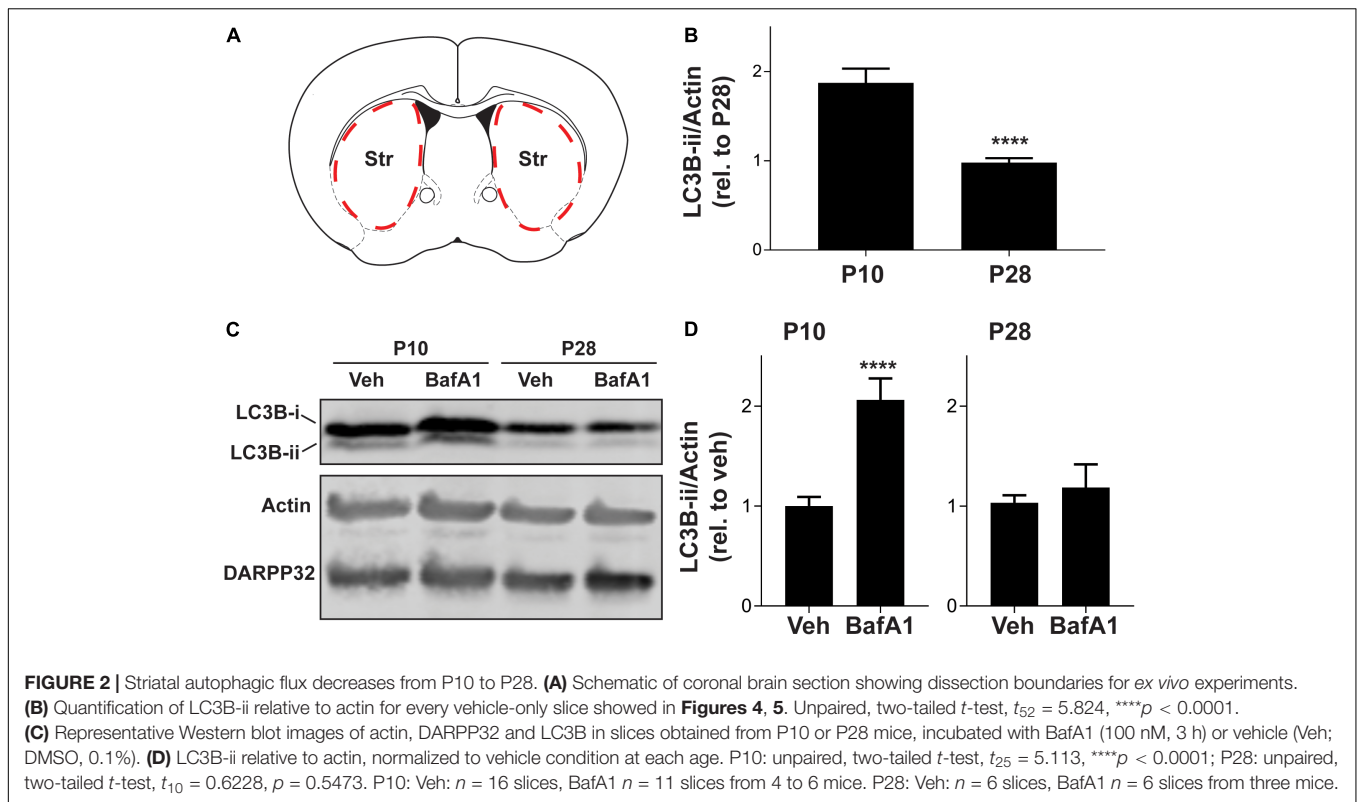 A
Str
Str
B
LC3B-ii/Actin
(rel. to P28)
2
1
0
****
P10
P28
C
P10
P28
Veh
BafA1
Veh
BafA1
LC3B-i
LC3B-ii
Actin
DARPP32
D
P10
P28
LC3B-ii/Actin
(rel. to veh)
2
1
0
****
Veh
BafA1
2
1
0
Veh
BafA1
FIGURE 2 | Striatal autophagic flux decreases from P10 to P28. (A) Schematic of coronal brain section showing dissection boundaries for ex vivo experiments.
(B) Quantification of LC3B-ii relative to actin for every vehicle-only slice showed in Figures 4, 5. Unpaired, two-tailed t-test, t52 = 5.824, ****p < 0.0001.
(C) Representative Western blot images of actin, DARPP32 and LC3B in slices obtained from P10 or P28 mice, incubated with BafA1 (100 nM, 3 h) or vehicle (Veh;
DMSO, 0.1%). (D) LC3B-ii relative to actin, normalized to vehicle condition at each age. P10: unpaired, two-tailed t-test, t25 = 5.113, ****p < 0.0001; P28: unpaired,
two-tailed t-test, t10 = 0.6228, p = 0.5473. P10: Veh: n = 16 slices, BafA1 n = 11 slices from 4 to 6 mice. P28: Veh: n = 6 slices, BafA1 n = 6 slices from three mice.